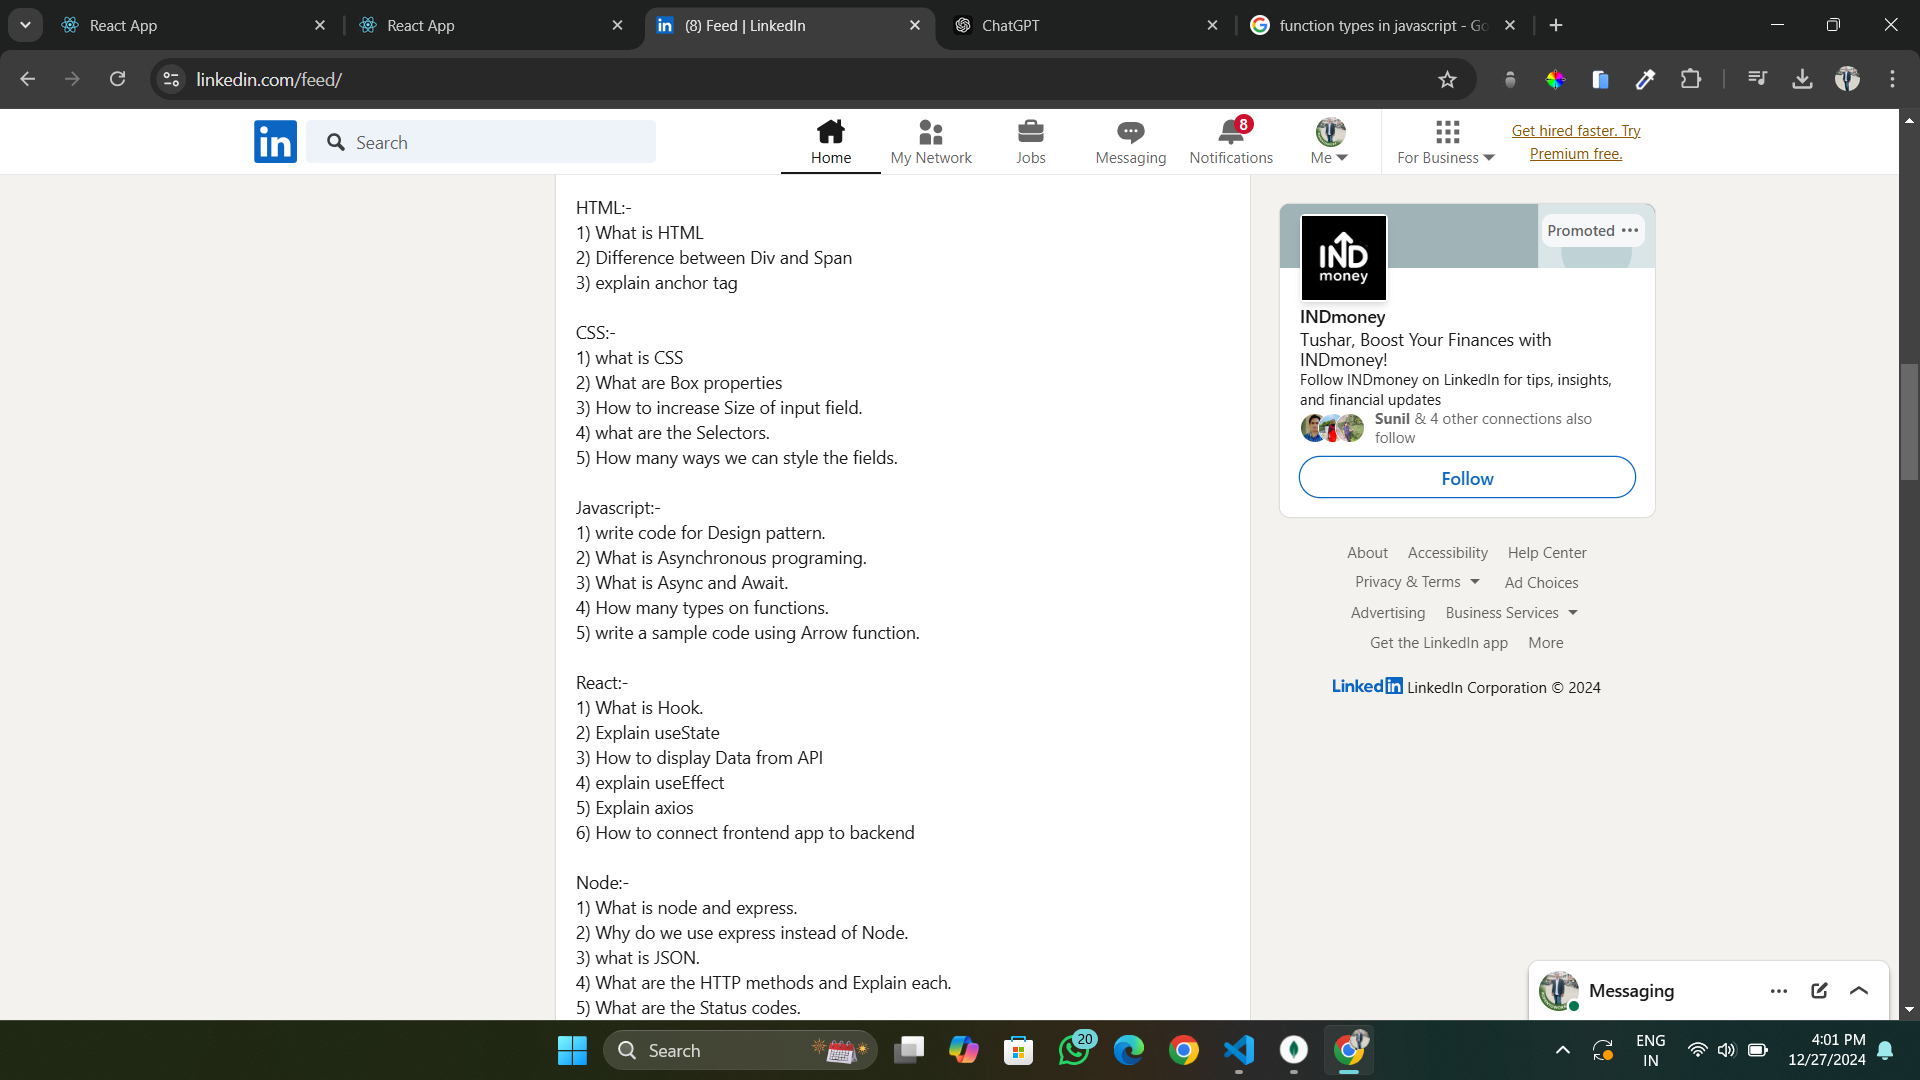 React App
React App
(8) Feed | LinkedIn
ChatGPT
function types in javascript - Go
linkedin.com/feed/
in
Search
Home
My Network
Jobs
Messaging
8
Notifications
Me
For Business
Get hired faster. Try
Premium free.
HTML:-
1) What is HTML
2) Difference between Div and Span
3) explain anchor tag
CSS:-
1) what is CSS
2) What are Box properties
3) How to increase Size of input field.
4) what are the Selectors.
5) How many ways we can style the fields.
Javascript:-
1) write code for Design pattern.
2) What is Asynchronous programing.
3) What is Async and Await.
4) How many types on functions.
5) write a sample code using Arrow function.
React:-
1) What is Hook.
2) Explain useState
3) How to display Data from API
4) explain useEffect
5) Explain axios
6) How to connect frontend app to backend
Node:-
1) What is node and express.
2) Why do we use express instead of Node.
3) what is JSON.
4) What are the HTTP methods and Explain each.
5) What are the Status codes.
Promoted
IND
money
INDmoney
Tushar, Boost Your Finances with
INDmoney!
Follow INDmoney on LinkedIn for tips, insights,
and financial updates
Sunil & 4 other connections also
follow
Follow
About Accessibility Help Center
Privacy & Terms Ad Choices
Advertising Business Services
Get the LinkedIn app More
LinkedIn LinkedIn Corporation © 2024
Messaging
Search
20
ENG
IN
4:01 PM
12/27/2024